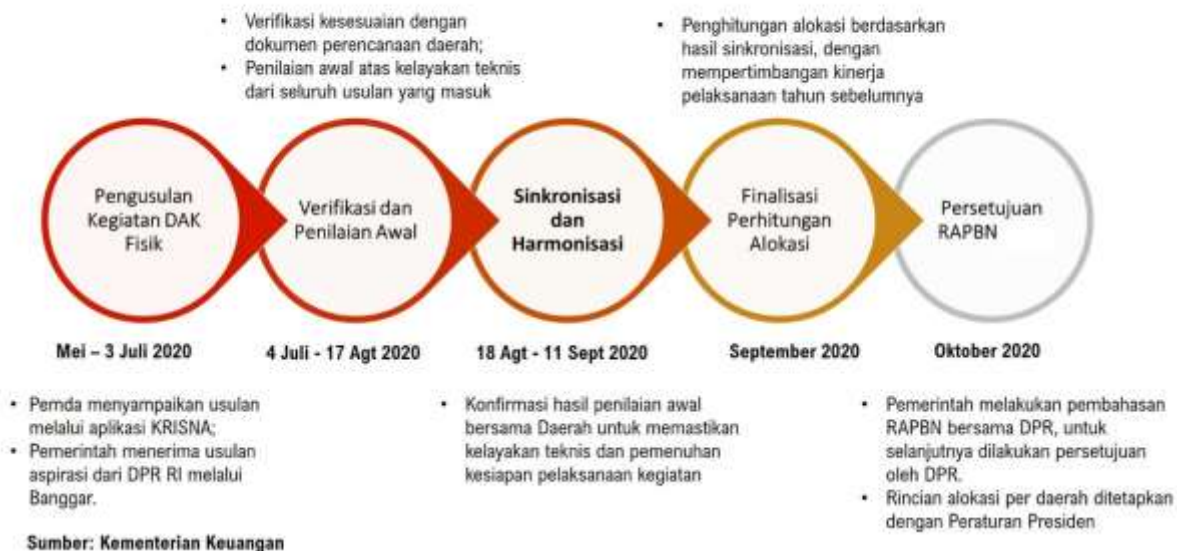 • Verifikasi kesesuaian dengan
dokumen perencanaan daerah;
• Penilaian awal atas kelayakan teknis
dari seluruh usulan yang masuk
• Penghitungan alokasi berdasarkan
hasil sinkronisasi, dengan
mempertimbangan kinerja
pelaksanaan tahun sebelumnya
Pengusulan
Kegiatan DAK
Fisik
Verifikasi dan
Penilaian Awal
Sinkronisasi
dan
Harmonisasi
Finalisasi
Perhitungan
Alokasi
Persetujuan
RAPBN
Mei – 3 Juli 2020
4 Juli - 17 Agt 2020
18 Agt - 11 Sept 2020
September 2020
Oktober 2020
• Pemda menyampaikan usulan
melalui aplikasi KRISNA;
• Pemerintah menerima usulan
aspirasi dari DPR RI melalui
Banggar.
• Konfirmasi hasil penilaian awal
bersama Daerah untuk memastikan
kelayakan teknis dan pemenuhan
kesiapan pelaksanaan kegiatan
• Pemerintah melakukan pembahasan
RAPBN bersama DPR, untuk
selanjutnya dilakukan persetujuan
oleh DPR.
• Rincian alokasi per daerah ditetapkan
dengan Peraturan Presiden
Sumber: Kementerian Keuangan